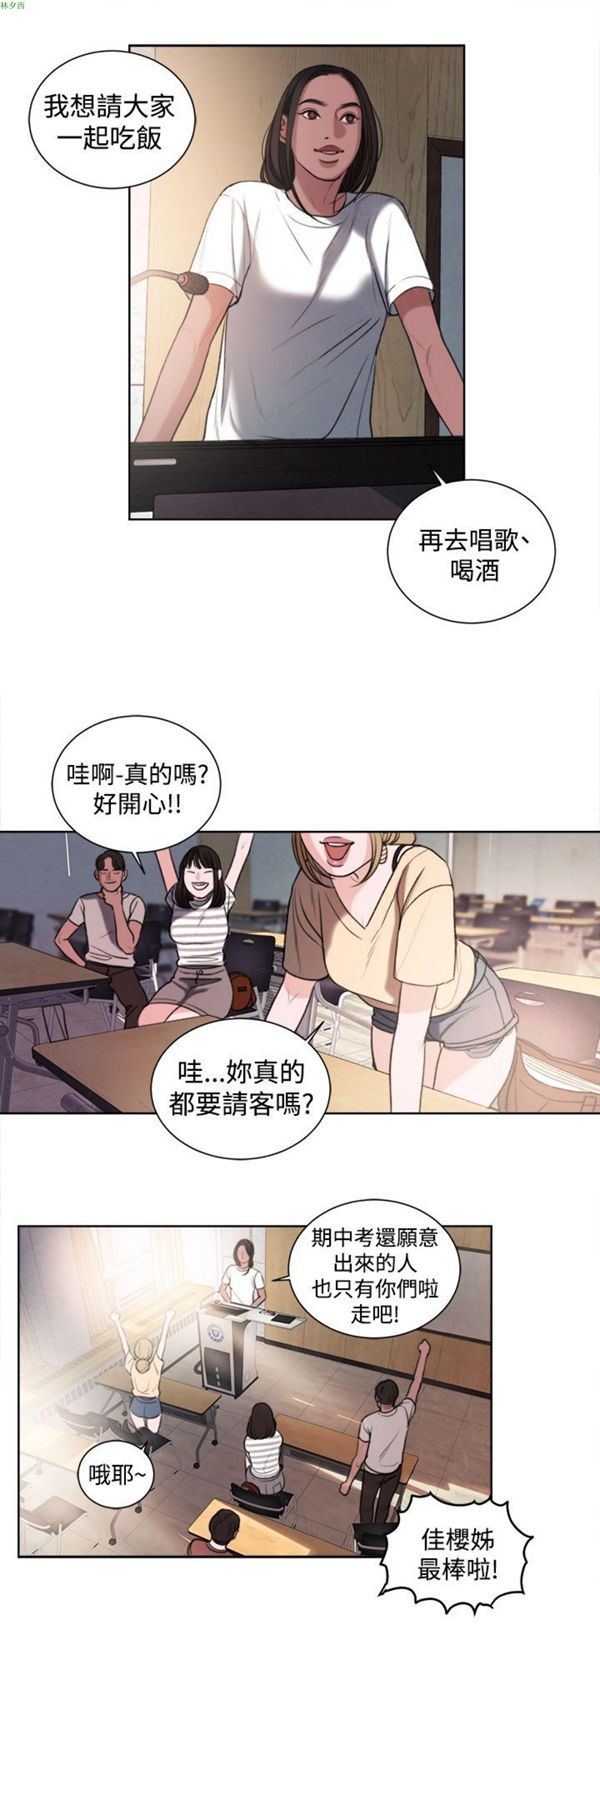 林夕西
我想請大家
一起吃飯
再去唱歌、
喝酒
哇啊-真的嗎?
好開心!!
哇...妳真的
都要請客嗎?
期中考還願意
出來的人
也只有你們啦
走吧!
哦耶~
佳櫻姊
最棒啦!